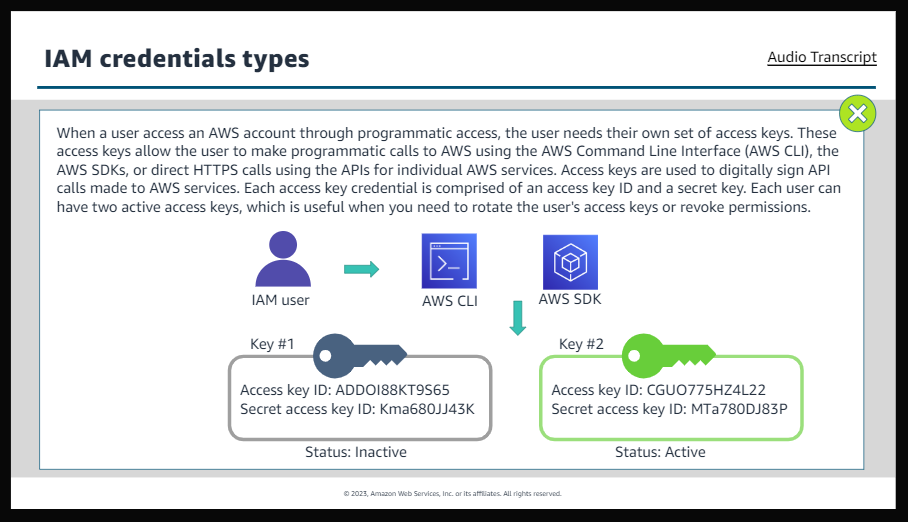 IAM credentials types
Audio Transcript
When a user access an AWS account through programmatic access, the user needs their own set of access keys. These
access keys allow the user to make programmatic calls to AWS using the AWS Command Line Interface (AWS CLI), the
AWS SDKs, or direct HTTPS calls using the APIs for individual AWS services. Access keys are used to digitally sign API
calls made to AWS services. Each access key credential is comprised of an access key ID and a secret key. Each user can
have two active access keys, which is useful when you need to rotate the user's access keys or revoke permissions.
IAM user
AWS CLI
AWS SDK
Key #1
Access key ID: ADDOI88KT9S65
Secret access key ID: Kma680JJ43K
Status: Inactive
Key #2
Access key ID: CGUO775HZ4L22
Secret access key ID: MTa780DJ83P
Status: Active
© 2023, Amazon Web Services, Inc. or its affiliates. All rights reserved.